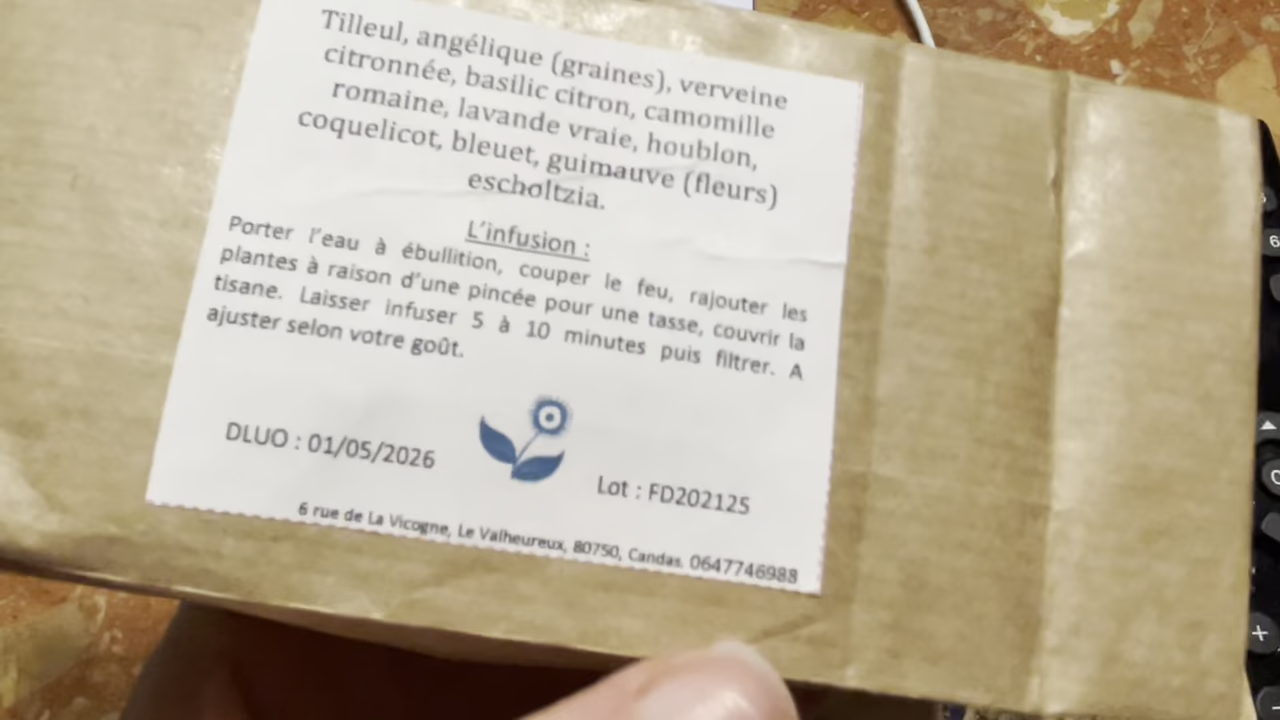 Tilleul, angélique (graines), verveine
citronnée, basilic citron, camomille
romaine, lavande vraie, houblon,
coquelicot, bleuet, guimauve (fleurs)
escholtzia.
L'infusion :
Porter l'eau à ébullition, couper le feu, rajouter les
plantes à raison d'une pincée pour une tasse, couvrir la
tisane. Laisser infuser 5 à 10 minutes puis filtrer. A
ajuster selon votre goût.
DLUO : 01/05/2026
Lot : FD202125
6 rue de La Vicogne, Le Valheureux, 80750, Candas. 0647746988
6
+